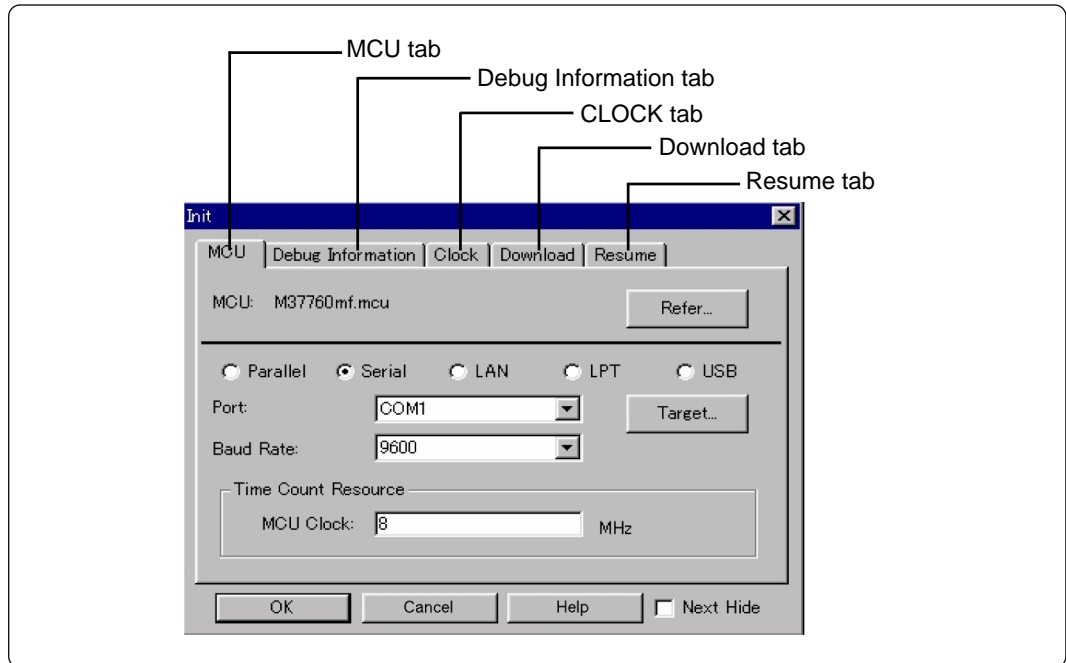 MCU tab
Debug Information tab
CLOCK tab
Download tab
Resume tab
Init
MCU Debug Information Clock Download Resume
MCU: M37760mf.mcu Refer...
Parallel Serial LAN LPT USB
Port: COM1 Target...
Baud Rate: 9600
Time Count Resource
MCU Clock: 8 MHz
OK Cancel Help Next Hide